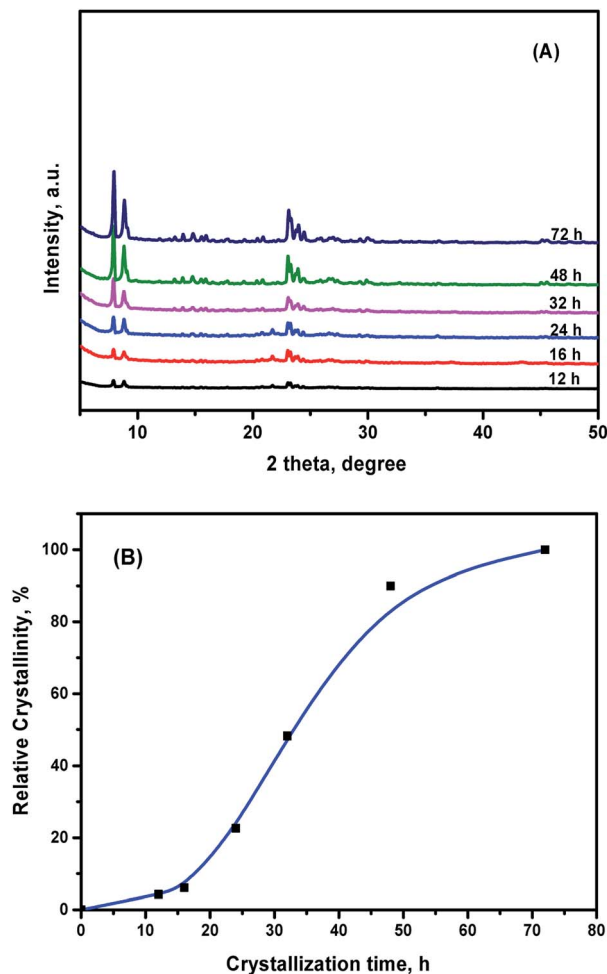 (A)
Intensity, a.u.
72 h
48 h
32 h
24 h
16 h
12 h
10 20 30 40 50
2 theta, degree
(B)
Relative Crystallinity, %
100
80
60
40
20
0
0 10 20 30 40 50 60 70 80
Crystallization time, h